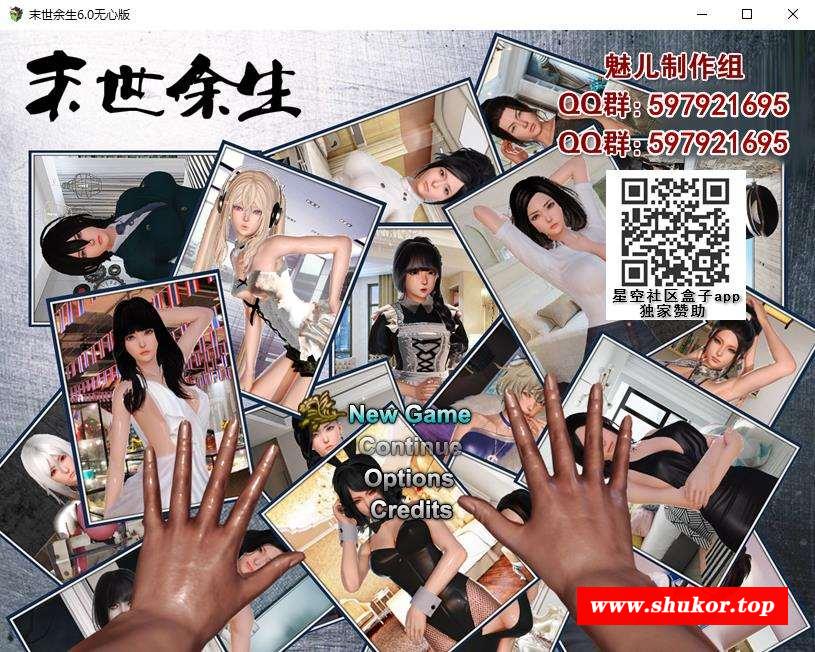 末世余生6.0无心版
末世余生
魅儿制作组
QQ群：597921695
QQ群：597921695
星空社区盒子app
独家赞助
New Game
Continue
Options
Credits
www.shukor.top